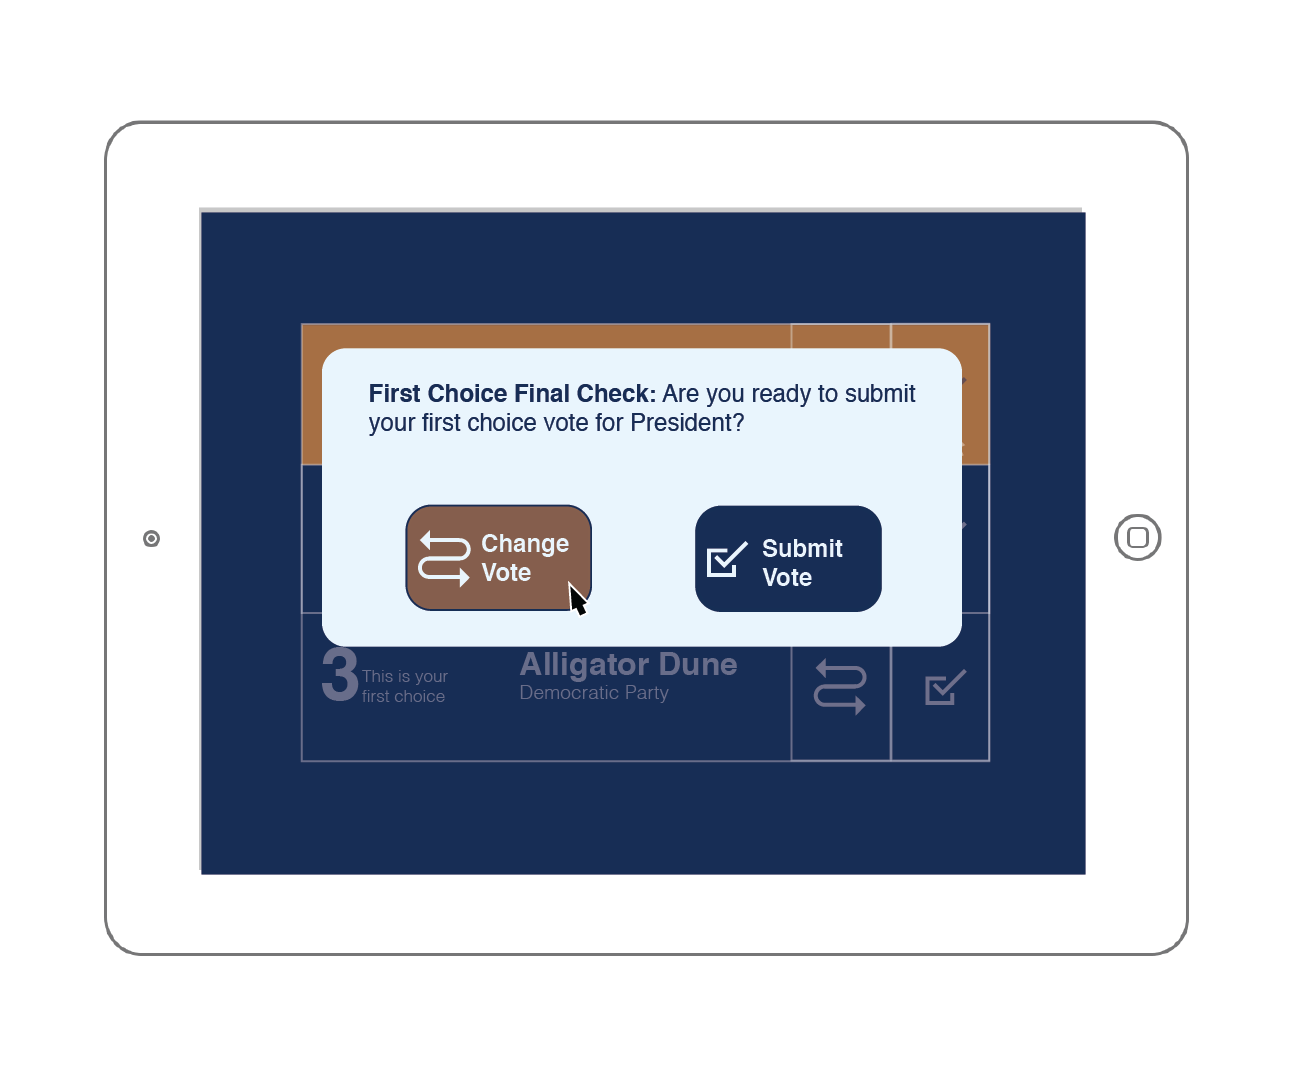 First Choice Final Check: Are you ready to submit
your first choice vote for President?
Change
Vote
Submit
Vote
3
This is your
first choice
Alligator Dune
Democratic Party